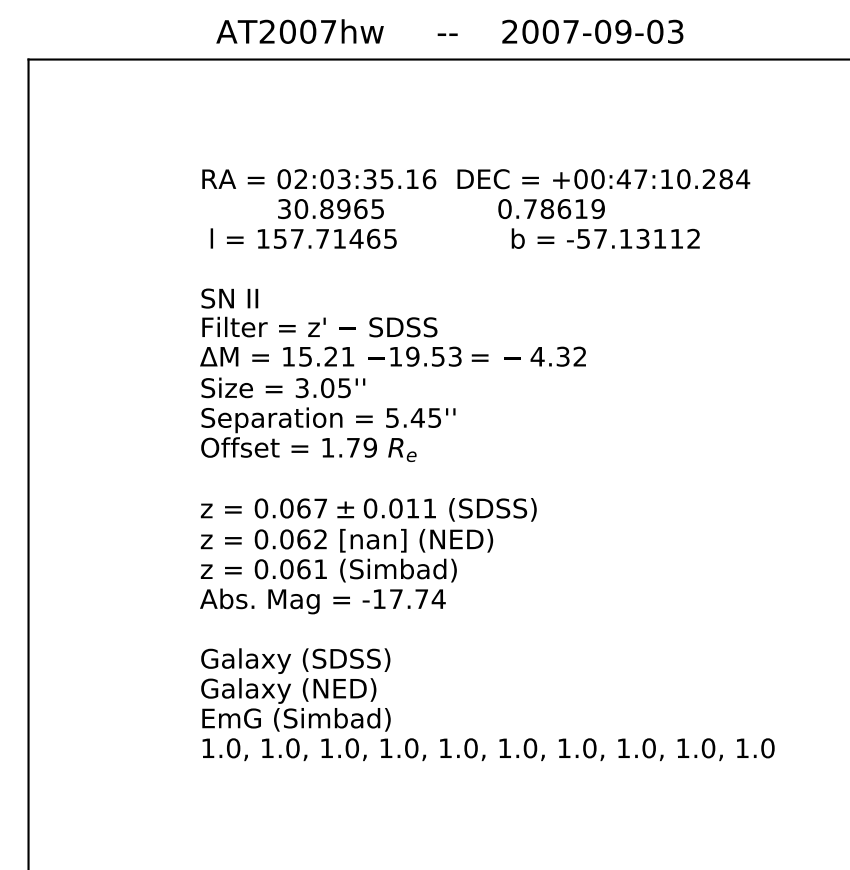 AT2007hw -- 2007-09-03
RA = 02:03:35.16 DEC = +00:47:10.284
30.8965 0.78619
l = 157.71465 b = -57.13112
SN II
Filter = z' − SDSS
ΔM = 15.21 −19.53 = − 4.32
Size = 3.05''
Separation = 5.45''
Offset = 1.79 Rₑ
z = 0.067 ± 0.011 (SDSS)
z = 0.062 [nan] (NED)
z = 0.061 (Simbad)
Abs. Mag = -17.74
Galaxy (SDSS)
Galaxy (NED)
EmG (Simbad)
1.0, 1.0, 1.0, 1.0, 1.0, 1.0, 1.0, 1.0, 1.0, 1.0